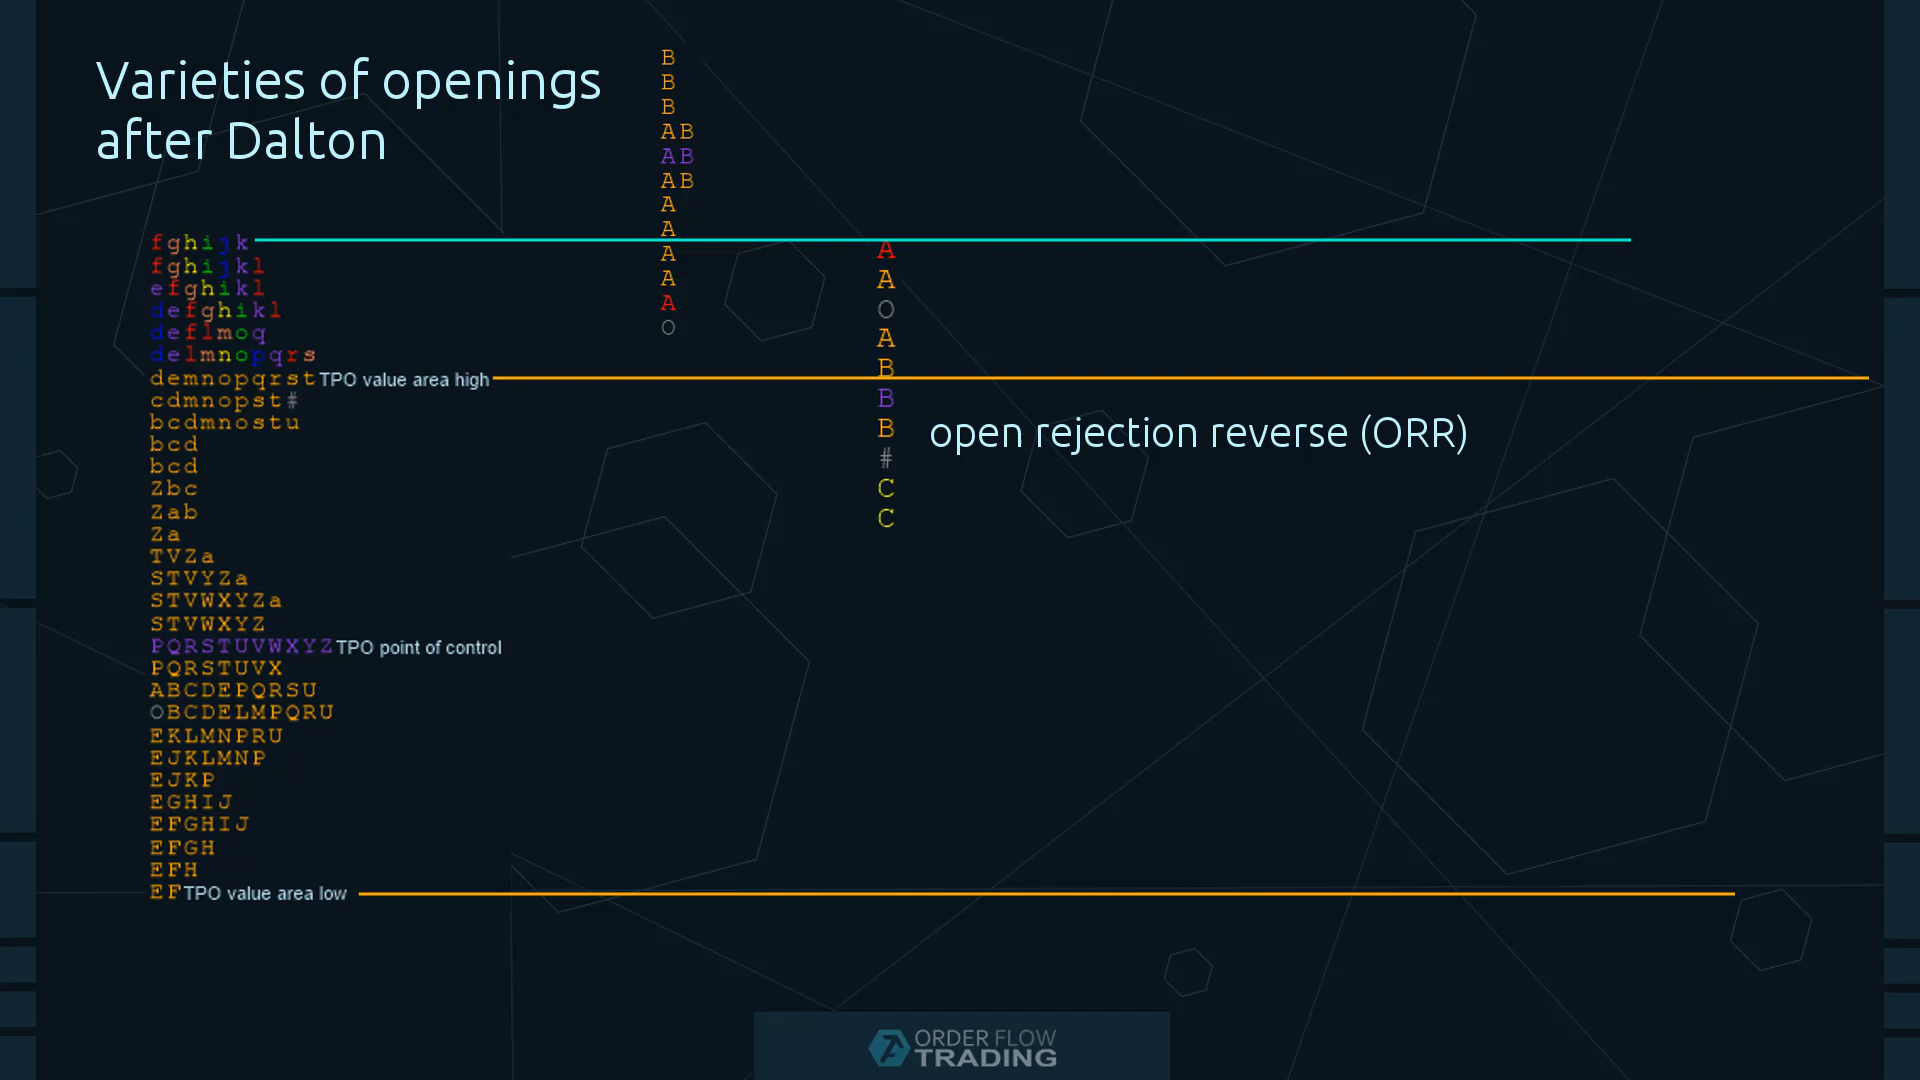 Varieties of openings
after Dalton
B
B
B
AB
AB
AB
A
A
A
A
A
O
fghijk
fghijkl
efghikl
defghikl
deflmoq
delmnopqrs
demnopqrst TPO value area high
cdmnopst#
bcdmnostu
bcd
bcd
Zbc
Zab
Za
TVZa
STVYZa
STVWXYZa
STVWXYZ
PQRSTUVWXYZ TPO point of control
PQRSTUVX
ABCDEPQRSU
OBCDELMPQRU
EKLMNPRU
EJKLMNP
EJKP
EGHIJ
EFGHIJ
EFGH
EFH
EF TPO value area low
A
A
O
A
B
B
B
#
C
C
open rejection reverse (ORR)
ORDER FLOW
TRADING